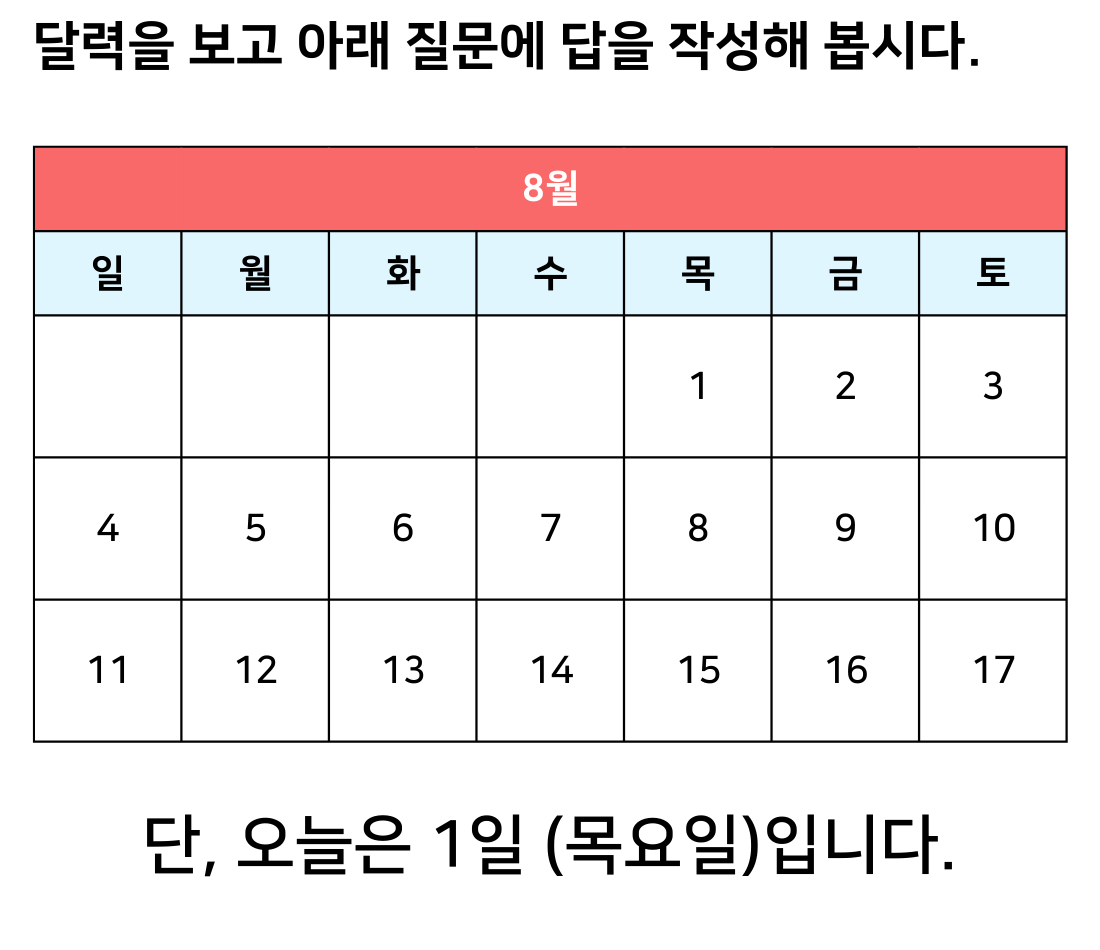 달력을 보고 아래 질문에 답을 작성해 봅시다.
8월
일 월 화 수 목 금 토
1 2 3
4 5 6 7 8 9 10
11 12 13 14 15 16 17
단, 오늘은 1일 (목요일)입니다.